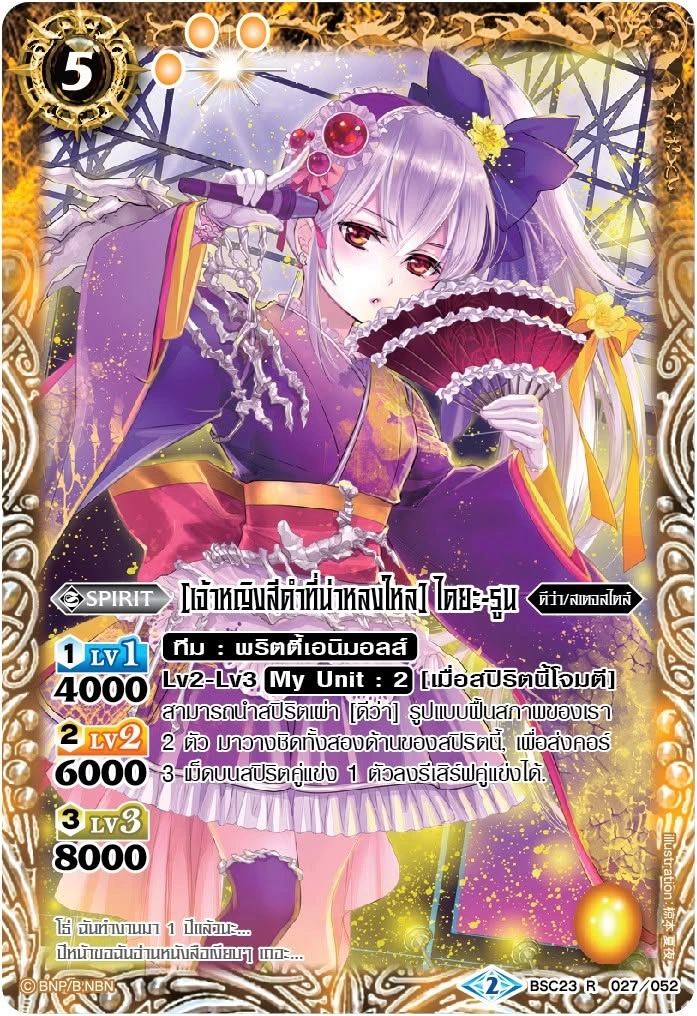 5
SPIRIT
[เจ้าหญิงสีดำที่น่าหลงไหล] ไดยะ-รูน
ดีว่า/สเตอสไตล์
1 LV1
4000
2 LV2
6000
3 LV3
8000
ทีม : พริตตี้เอนิมอลส์
Lv2-Lv3 My Unit : 2 [เมื่อสปิริตนี้โจมตี]
สามารถนำสปิริตเผ่า [ดิว่า] รูปแบบฟื้นสภาพของเรา
2 ตัว มาวางชิดทั้งสองด้านของสปิริตนี้, เพื่อส่งคอร์
3 เม็ดบนสปิริตคู่แข่ง 1 ตัวลงรีเสิร์ฟคู่แข่งได้.
โร่ ฉันทำงานมา 1 ปีแล้วนะ...
ปีหน้าขอฉันอ่านหนังสือเงียบๆ เถอะ...
illustration : 椋本 夏夜
©BNP/B:NBN
2
BSC23 R 027/052